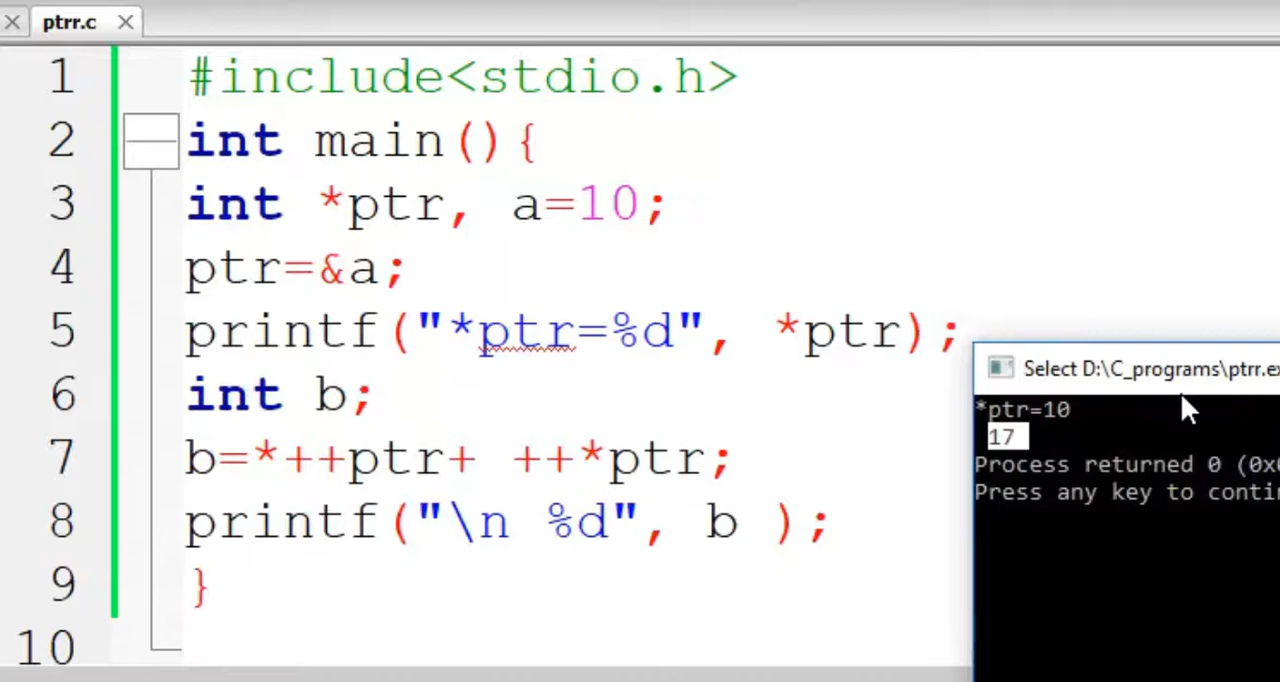 ptrr.c
1 #include<stdio.h>
2 int main(){
3 int *ptr, a=10;
4 ptr=&a;
5 printf("*ptr=%d", *ptr);
6 int b;
7 b=*++ptr+ ++*ptr;
8 printf("\n %d", b );
9 }
10
Select D:\C_programs\ptrr.ex
*ptr=10
17
Process returned 0 (0x
Press any key to conti